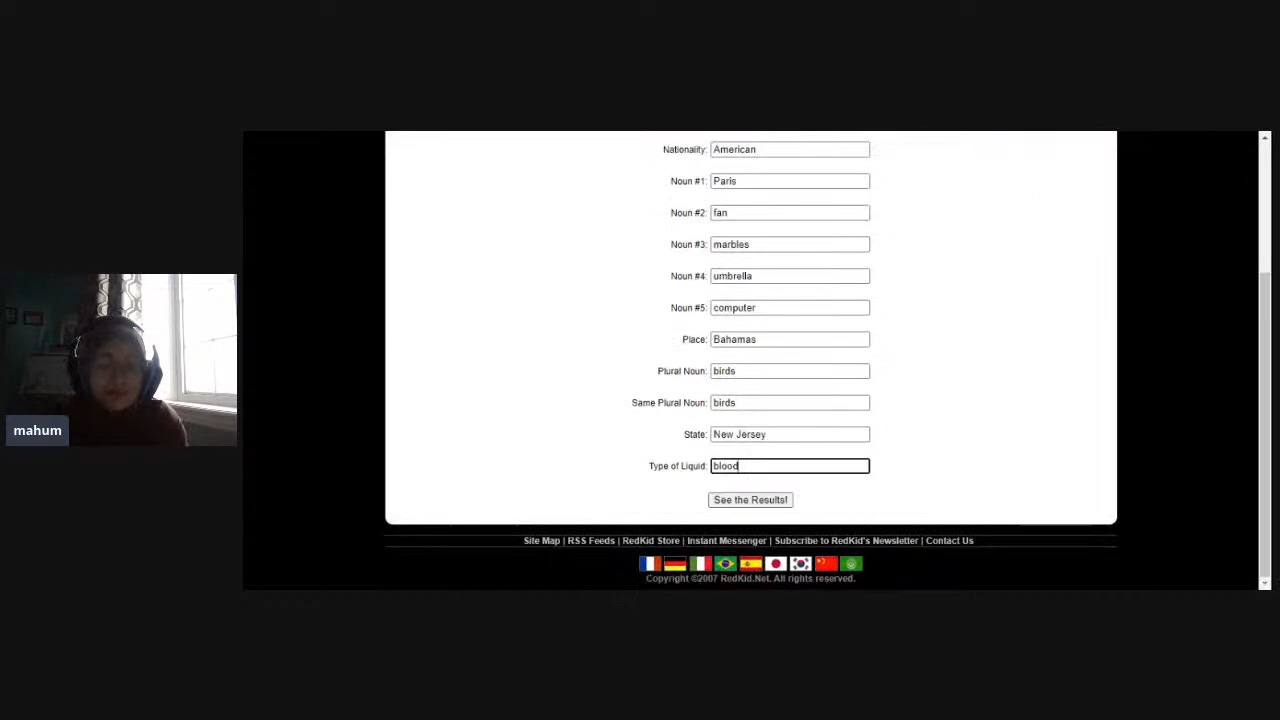 Nationality: American
Noun #1: Paris
Noun #2: fan
Noun #3: marbles
Noun #4: umbrella
Noun #5: computer
Place: Bahamas
Plural Noun: birds
Same Plural Noun: birds
mahum
State: New Jersey
Type of Liquid: blood
See the Results!
Site Map | RSS Feeds | RedKid Store | Instant Messenger | Subscribe to RedKid's Newsletter | Contact Us
Copyright ©2007 RedKid.Net. All rights reserved.